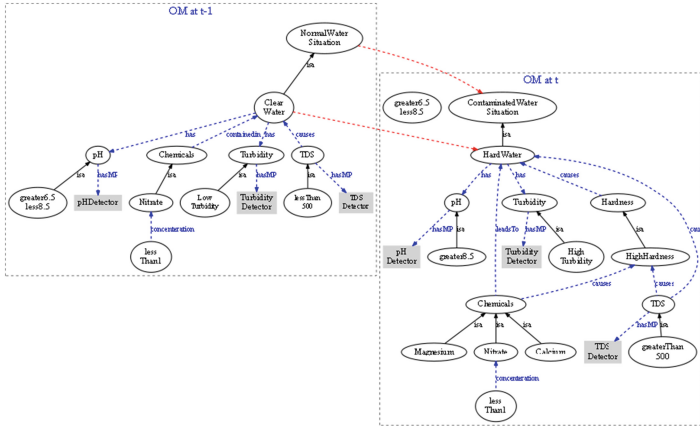 OM at t-1
NormalWater
Situation
isa
Clear
Water
has
containedin
has
causes
pH
Chemicals
Turbidity
TDS
isa
hasMP
isa
isa
hasMP
isa
hasMP
greater6.5
less8.5
pHDetector
Nitrate
Low
Turbidity
Turbidity
Detector
lessThan
500
TDS
Detector
concenteration
less
Than1
OM at t
greater6.5
less8.5
ContaminatedWater
Situation
isa
HardWater
has
has
causes
pH
Turbidity
Hardness
hasMP
isa
leadsTo
hasMP
isa
isa
pH
Detector
greater8.5
Turbidity
Detector
High
Turbidity
HighHardness
causes
causes
Chemicals
TDS
isa
isa
isa
hasMP
isa
Magnesium
Nitrate
Calcium
TDS
Detector
greaterThan
500
concenteration
less
Than1